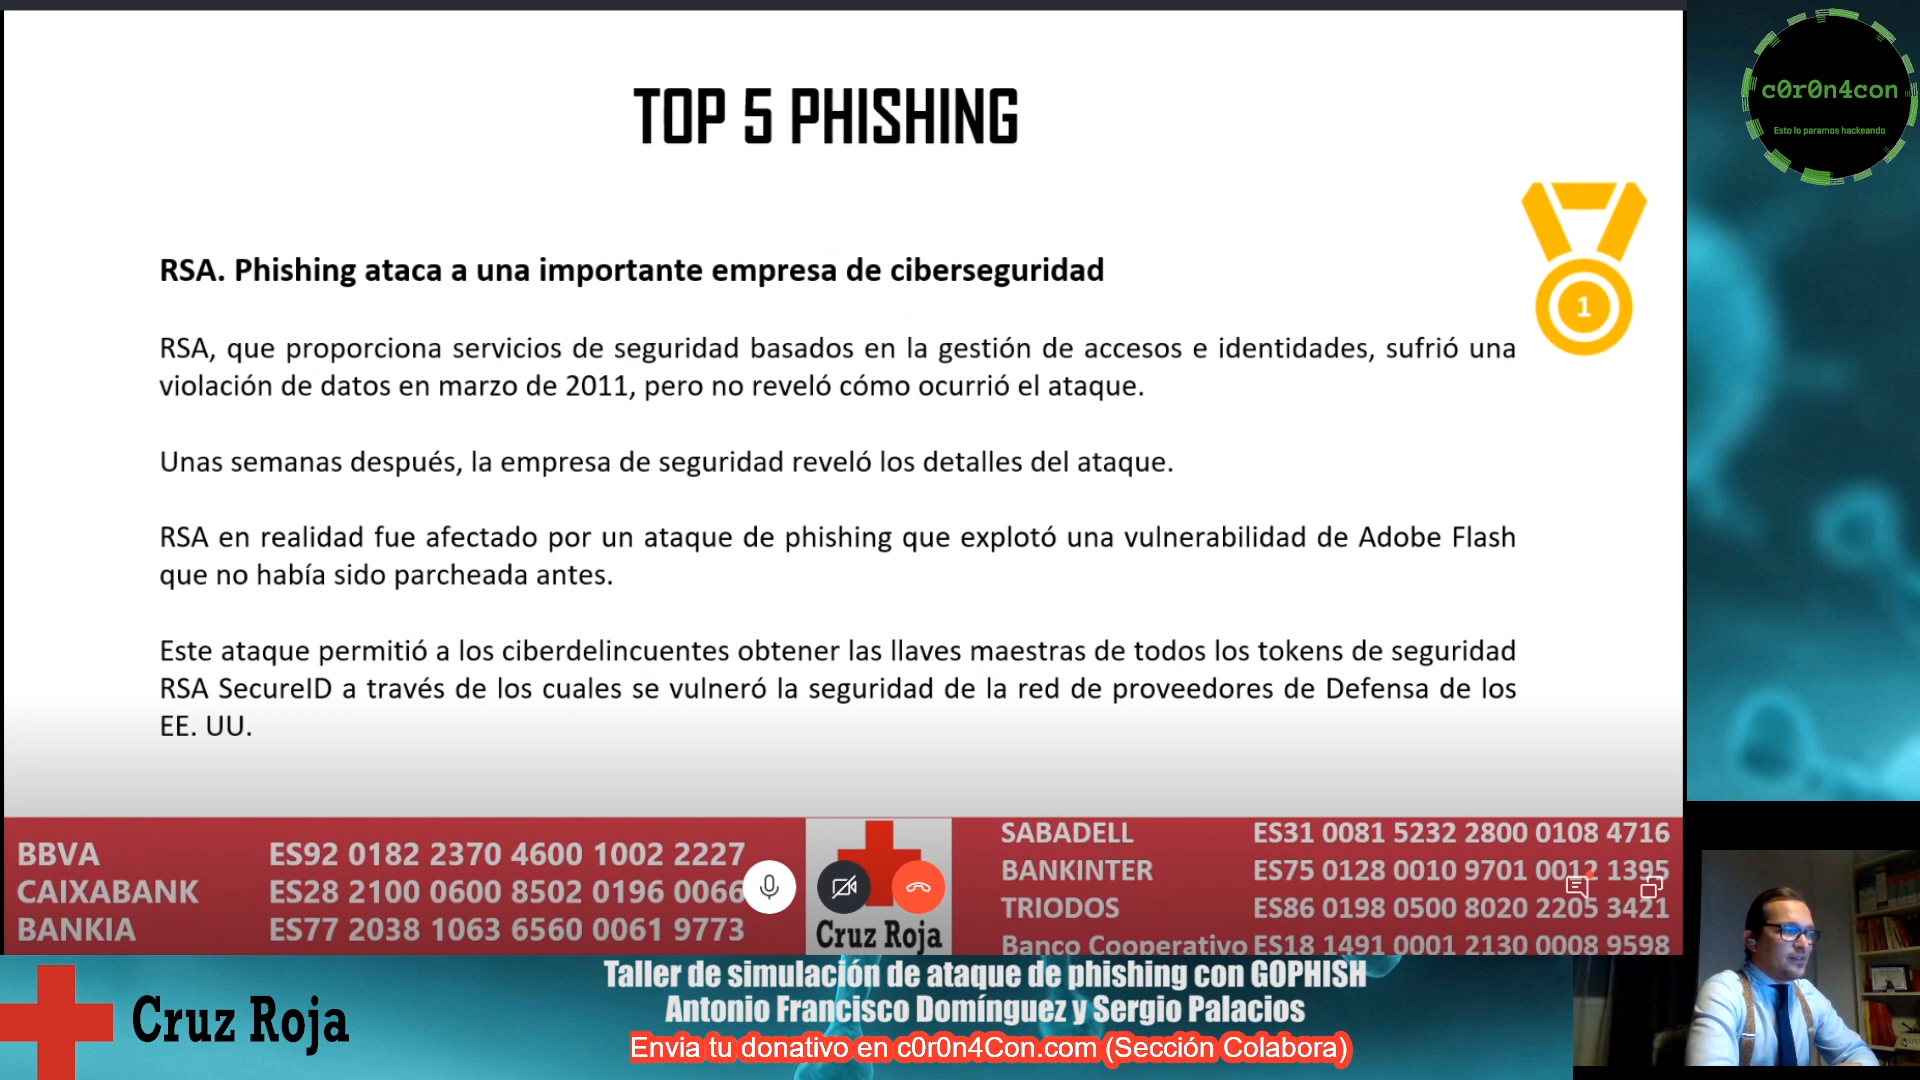 TOP 5 PHISHING
c0r0n4con
Esto lo paramos hackeando
1
RSA. Phishing ataca a una importante empresa de ciberseguridad
RSA, que proporciona servicios de seguridad basados en la gestión de accesos e identidades, sufrió una
violación de datos en marzo de 2011, pero no reveló cómo ocurrió el ataque.
Unas semanas después, la empresa de seguridad reveló los detalles del ataque.
RSA en realidad fue afectado por un ataque de phishing que explotó una vulnerabilidad de Adobe Flash
que no había sido parcheada antes.
Este ataque permitió a los ciberdelincuentes obtener las llaves maestras de todos los tokens de seguridad
RSA SecureID a través de los cuales se vulneró la seguridad de la red de proveedores de Defensa de los
EE. UU.
BBVA ES92 0182 2370 4600 1002 2227
CAIXABANK ES28 2100 0600 8502 0196 0066
BANKIA ES77 2038 1063 6560 0061 9773
Cruz Roja
SABADELL ES31 0081 5232 2800 0108 4716
BANKINTER ES75 0128 0010 9701 0012 1395
TRIODOS ES86 0198 0500 8020 2205 3421
Banco Cooperativo ES18 1491 0001 2130 0008 9598
Cruz Roja
Taller de simulación de ataque de phishing con GOPHISH
Antonio Francisco Domínguez y Sergio Palacios
Envia tu donativo en c0r0n4Con.com (Sección Colabora)